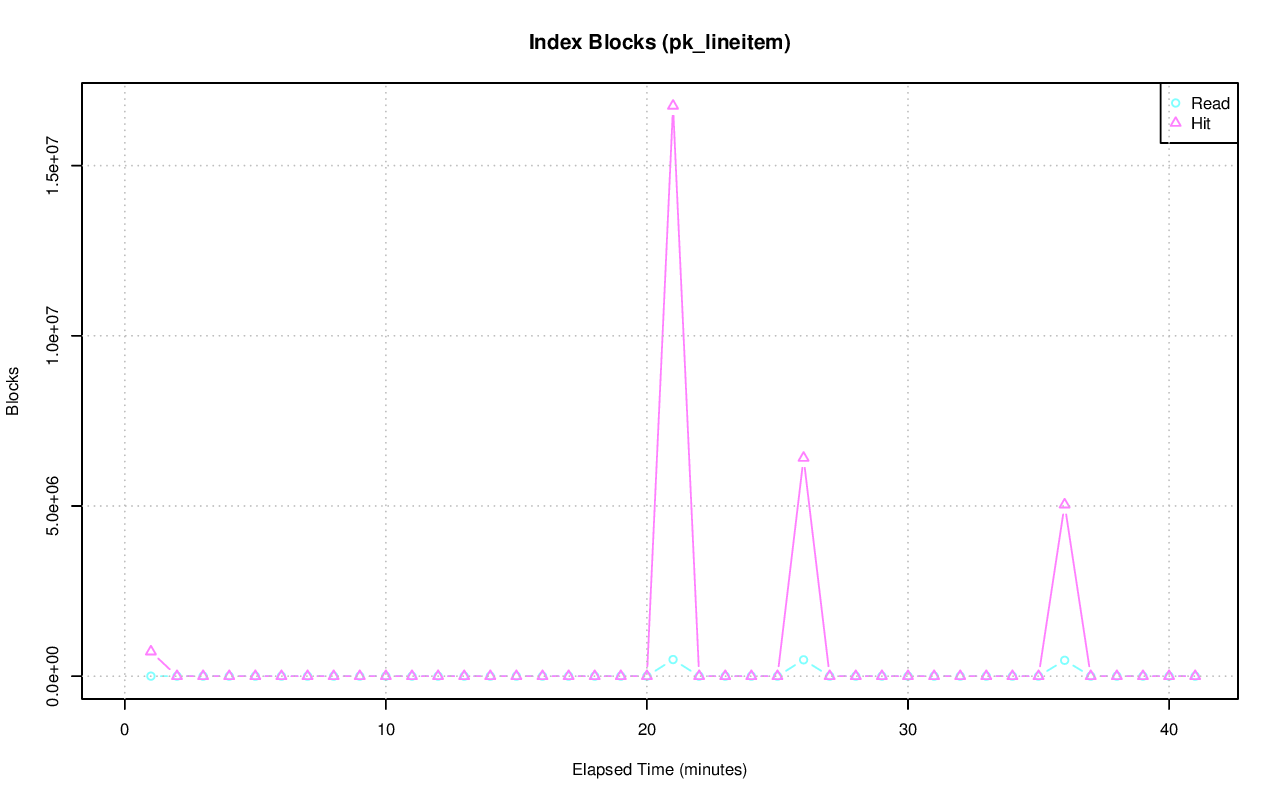 Index Blocks (pk_lineitem)
Read
Hit
1.5e+07
1.0e+07
5.0e+06
0.0e+00
Blocks
0 10 20 30 40
Elapsed Time (minutes)